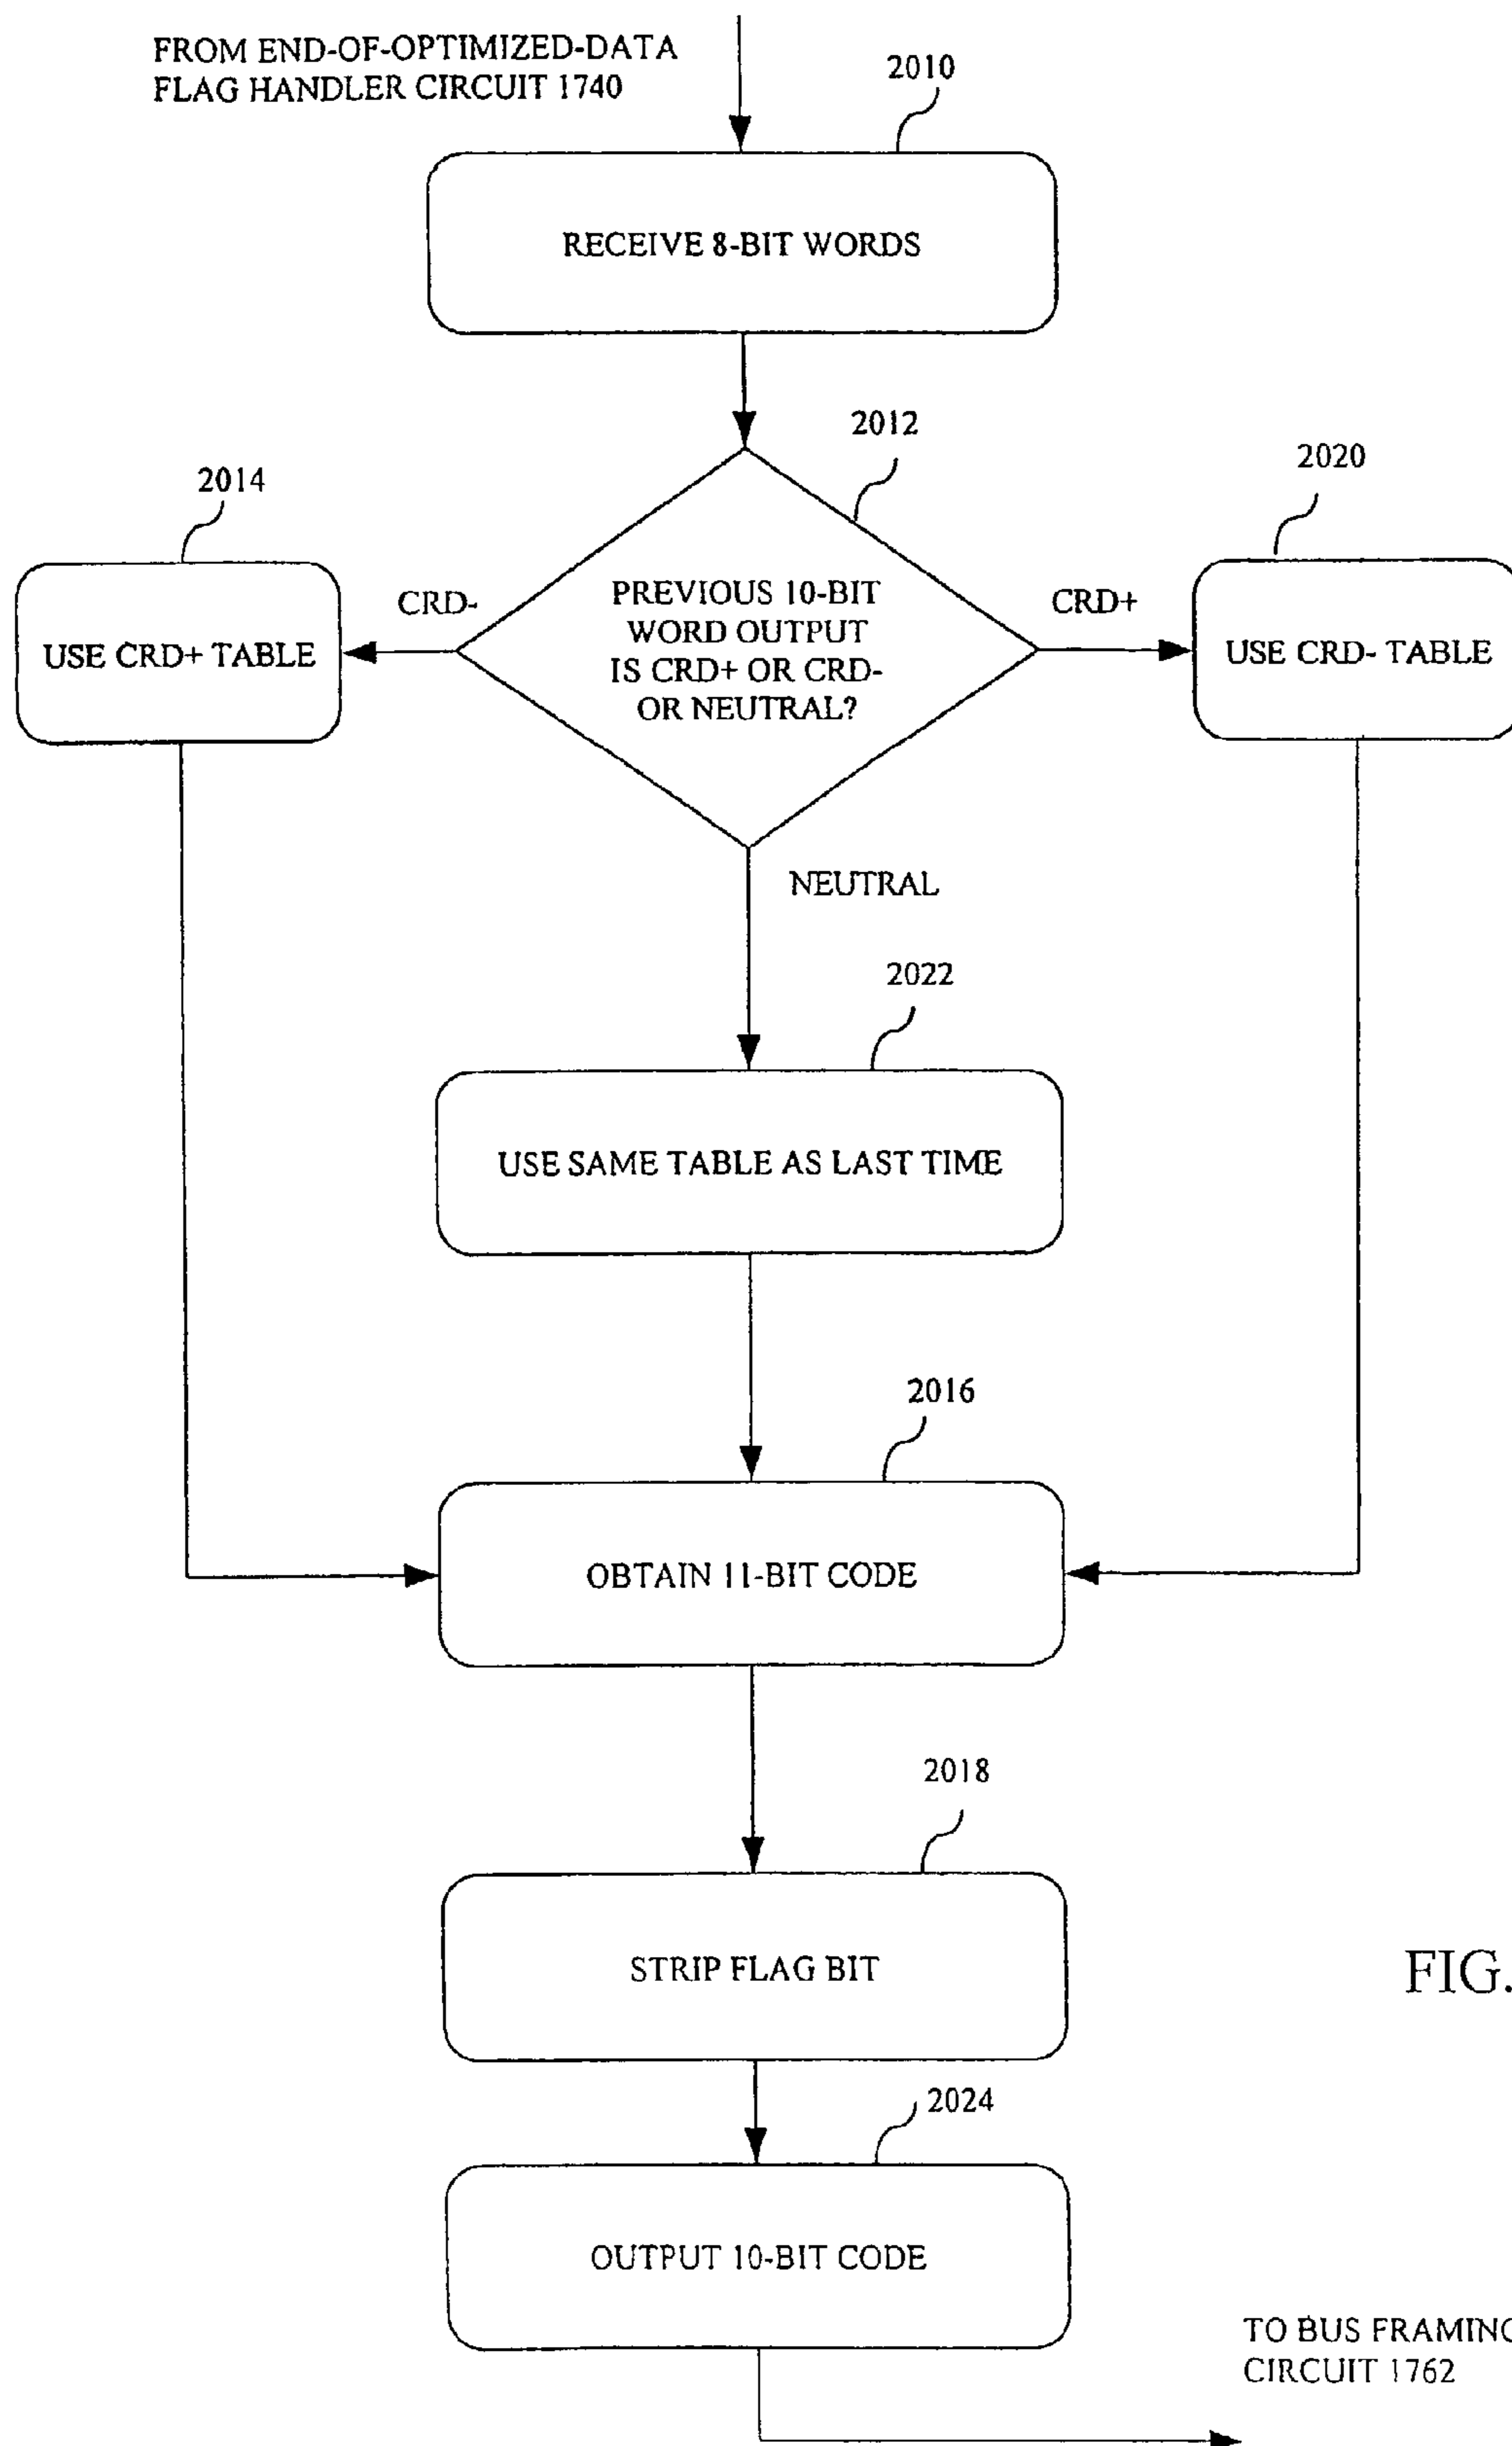 FROM END-OF-OPTIMIZED-DATA
FLAG HANDLER CIRCUIT 1740
2010
RECEIVE 8-BIT WORDS
2012
2014
2020
CRD-
CRD+
PREVIOUS 10-BIT
WORD OUTPUT
IS CRD+ OR CRD-
OR NEUTRAL?
USE CRD+ TABLE
USE CRD- TABLE
NEUTRAL
2022
USE SAME TABLE AS LAST TIME
2016
OBTAIN 11-BIT CODE
2018
STRIP FLAG BIT
FIG.
2024
OUTPUT 10-BIT CODE
TO BUS FRAMING
CIRCUIT 1762